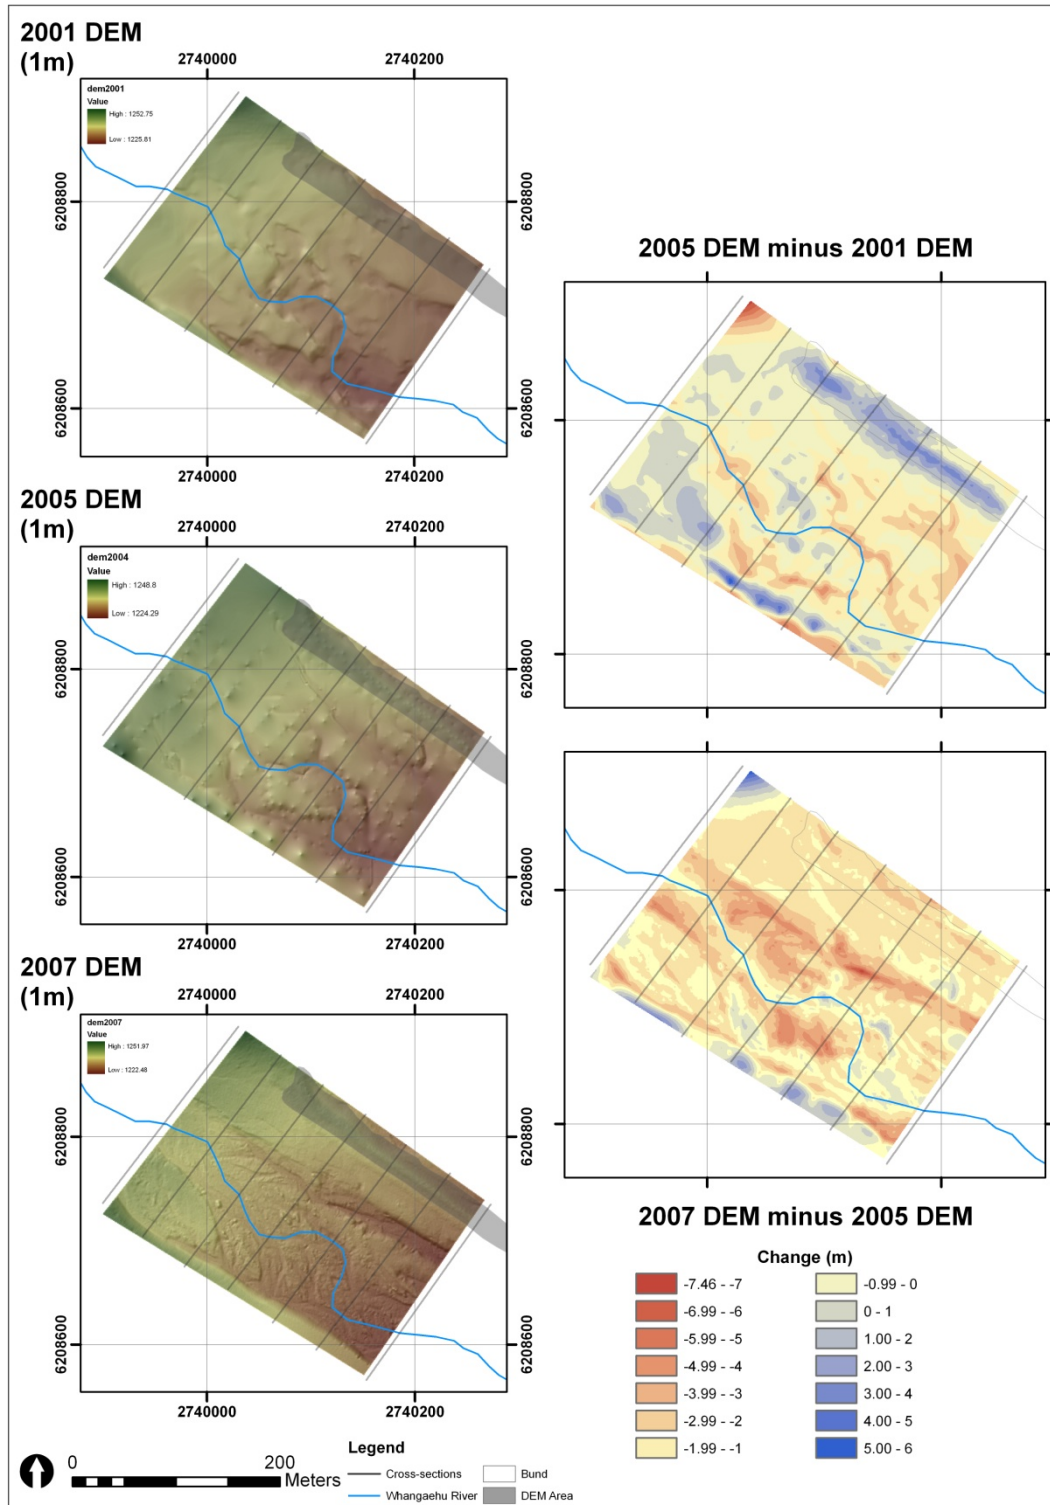 2001 DEM
(1m)
2740000
2740200
dem2001
Value
High : 1252.75
Low : 1225.81
6208800
6208800
6208600
6208600
2740000
2740200
2005 DEM
(1m)
2740000
2740200
dem2004
Value
High : 1248.8
Low : 1224.29
6208800
6208800
6208600
6208600
2740000
2740200
2007 DEM
(1m)
2740000
2740200
dem2007
Value
High : 1251.97
Low : 1222.48
6208800
6208800
6208600
6208600
2740000
2740200
2005 DEM minus 2001 DEM
2007 DEM minus 2005 DEM
Change (m)
-7.46 - -7
-6.99 - -6
-5.99 - -5
-4.99 - -4
-3.99 - -3
-2.99 - -2
-1.99 - -1
-0.99 - 0
0 - 1
1.00 - 2
2.00 - 3
3.00 - 4
4.00 - 5
5.00 - 6
0 200
Meters
Legend
Cross-sections
Whangaehu River
Bund
DEM Area